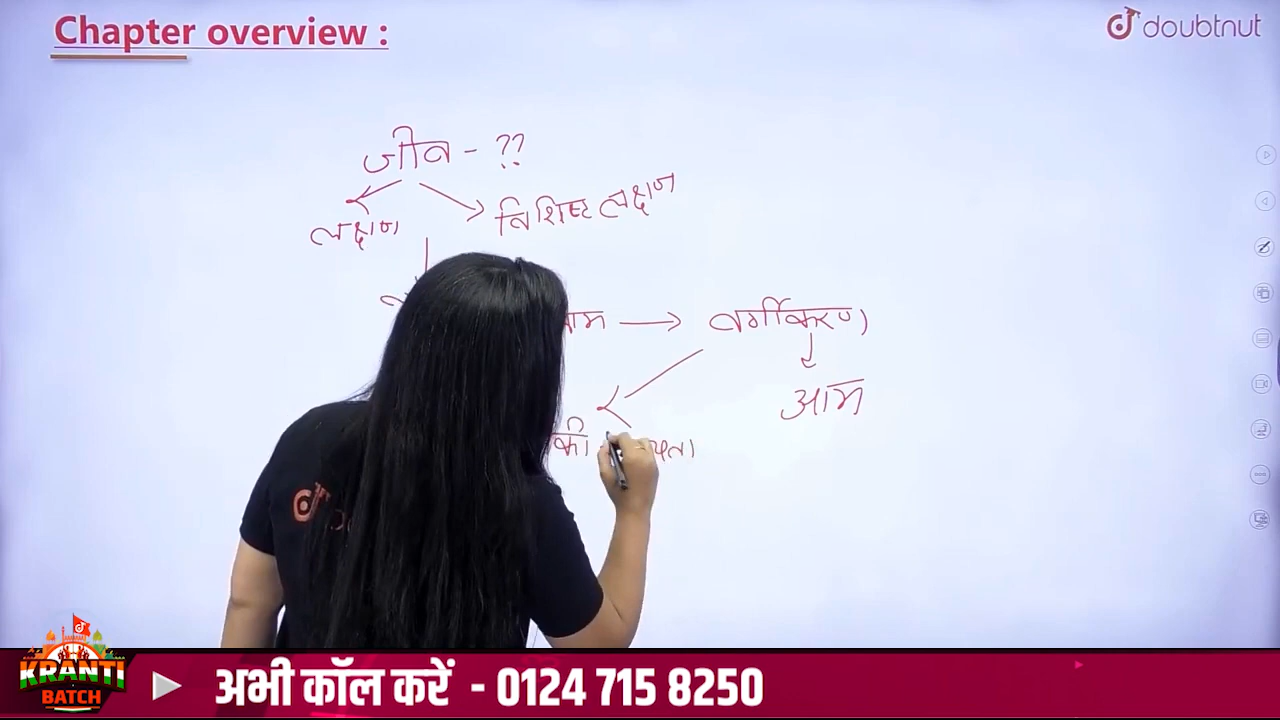 Chapter overview :
doubtnut
जीव - ??
लक्षण
विशिष्ट लक्षण
वर्गीकरण
आम
की
KRANTI
BATCH
अभी कॉल करें - 0124 715 8250